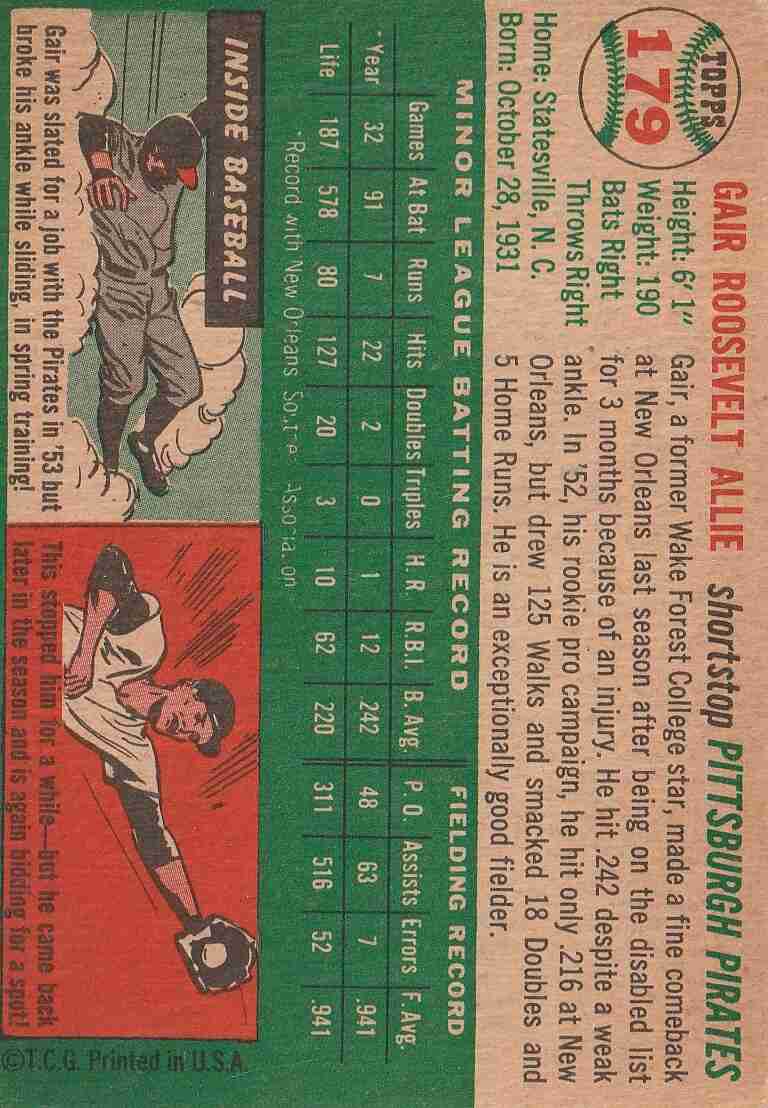 TOPPS
179
GAIR ROOSEVELT ALLIE shortstop PITTSBURGH PIRATES
Height: 6' 1"
Weight: 190
Bats Right
Throws Right
Home: Statesville, N. C.
Born: October 28, 1931
Gair, a former Wake Forest College star, made a fine comeback
at New Orleans last season after being on the disabled list
for 3 months because of an injury. He hit .242 despite a weak
ankle. In '52, his rookie pro campaign, he hit only .216 at New
Orleans, but drew 125 Walks and smacked 18 Doubles and
5 Home Runs. He is an exceptionally good fielder.
MINOR LEAGUE BATTING RECORD FIELDING RECORD
Games At Bat Runs Hits Doubles Triples H. R. R.B.I. B. Avg. P. O. Assists Errors F. Avg.
*Year 32 91 7 22 2 0 1 12 242 48 63 7 .941
Life 187 578 80 127 20 3 10 62 220 311 516 52 .941
*Record with New Orleans
INSIDE BASEBALL
Gair was slated for a job with the Pirates in '53 but
broke his ankle while sliding, in spring training!
This stopped him for a while—but he came back
later in the season and is again bidding for a spot!
©T.C.G. Printed in U.S.A.